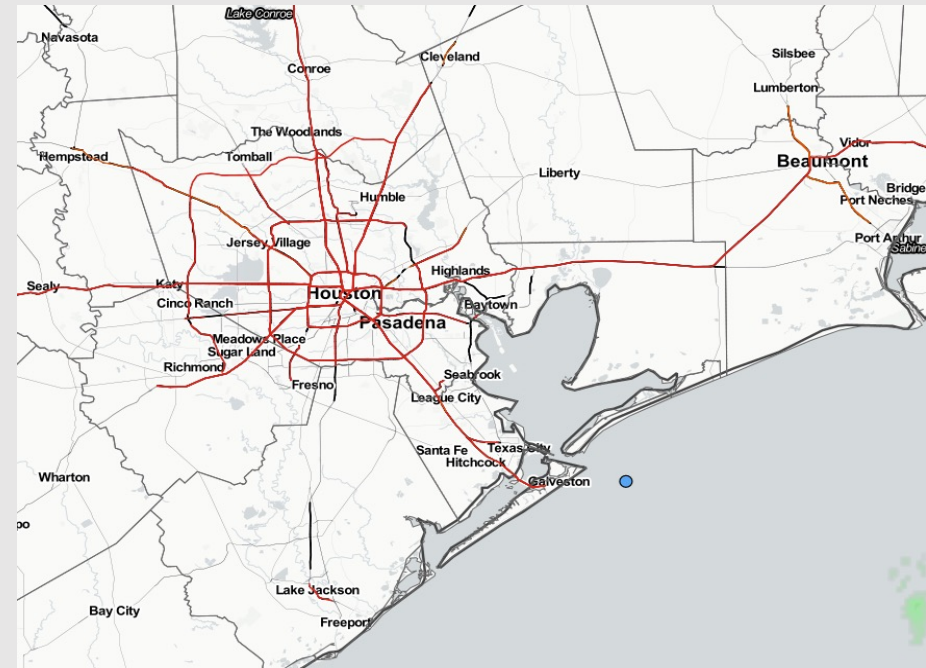 Lake Conroe
Navasota
Cleveland
Silsbee
Conroe
Lumberton
The Woodlands
Vidor
Hempstead
Tomball
Beaumont
Liberty
Bridge
Humble
Port Neches
Jersey Village
Port Arthur
Sabine
Highlands
Sealy
Katy
Houston
Cinco Ranch
Baytown
Pasadena
Meadows Place
Sugar Land
Richmond
Seabrook
Fresno
League City
Santa Fe
Texas City
Hitchcock
Wharton
Galveston
po
Lake Jackson
Bay City
Freeport